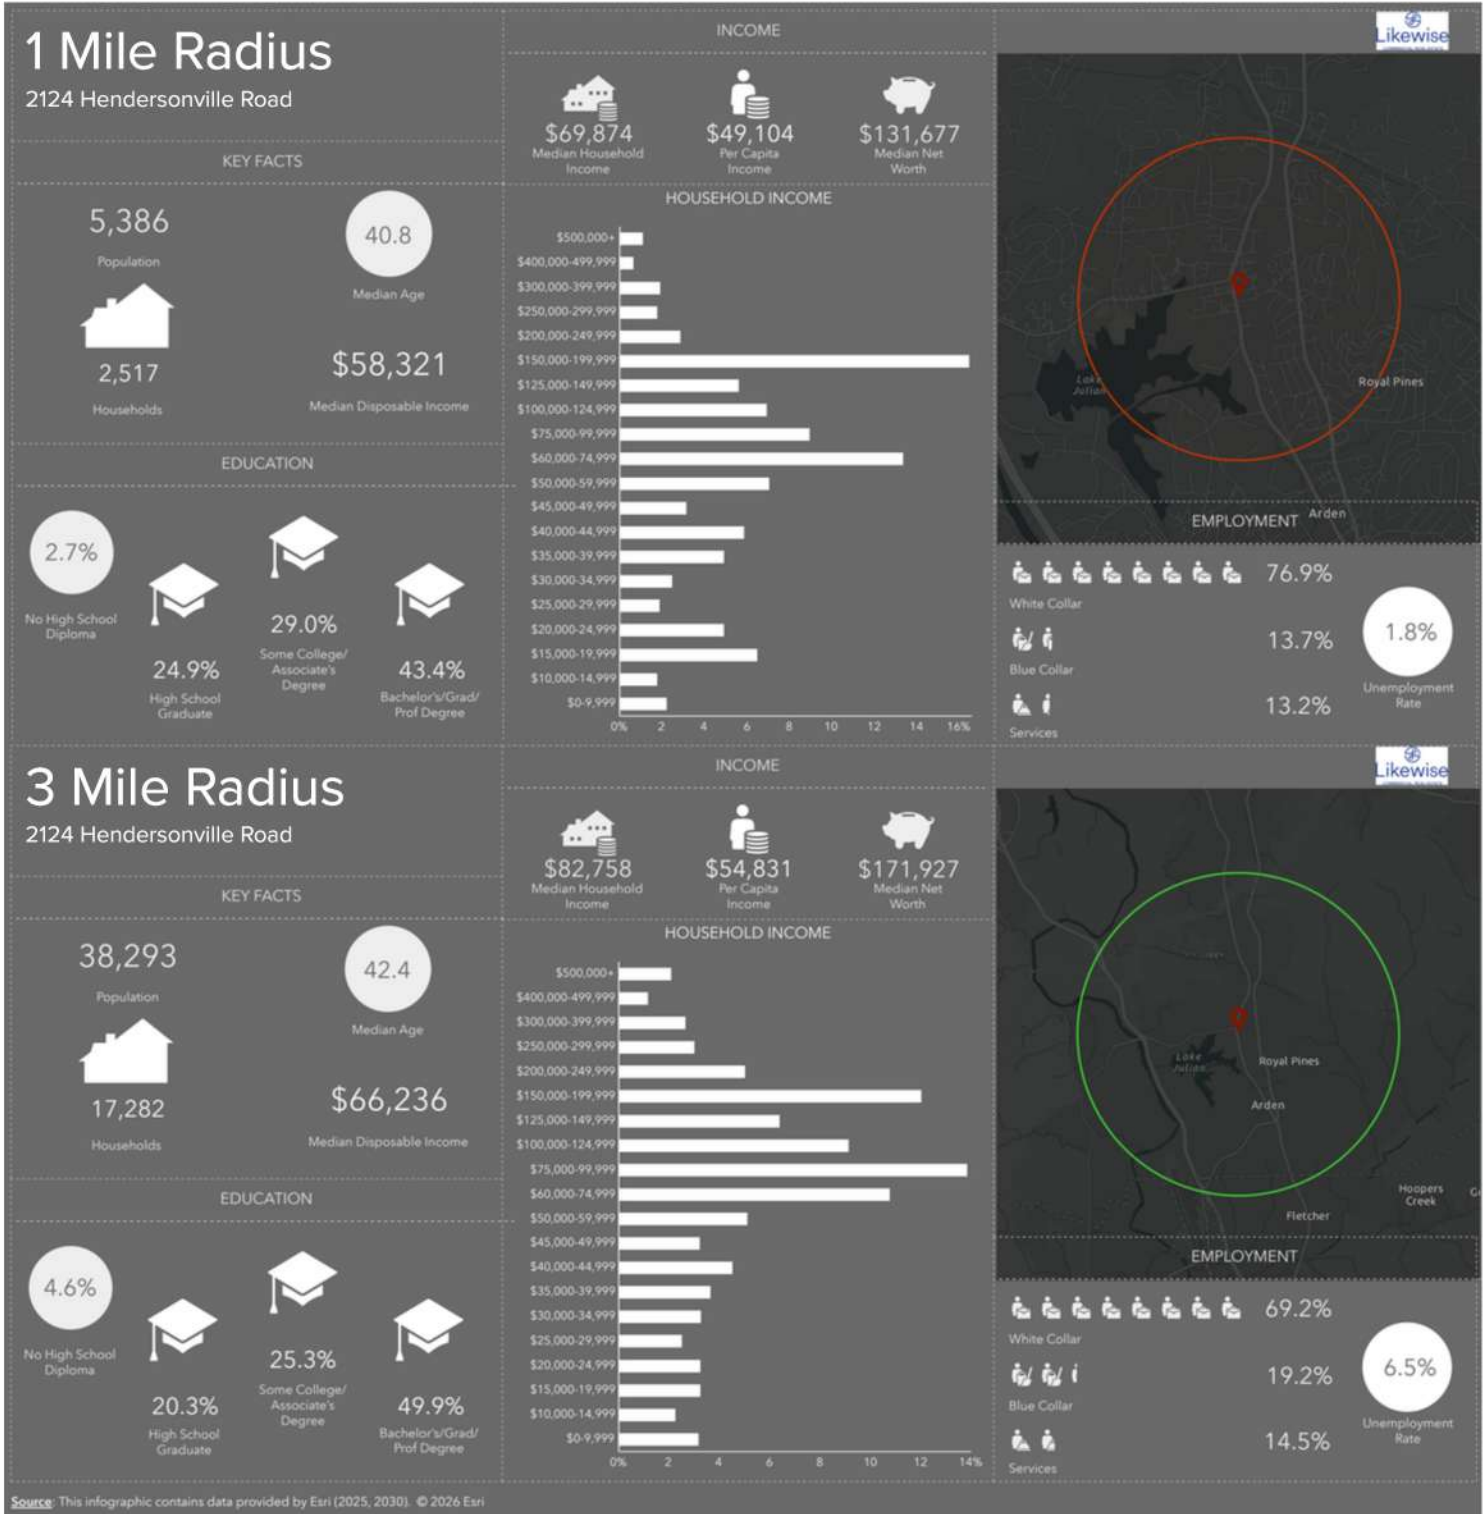 1 Mile Radius
2124 Hendersonville Road
KEY FACTS
5,386
Population
40.8
Median Age
2,517
Households
$58,321
Median Disposable Income
EDUCATION
2.7%
No High School
Diploma
24.9%
High School
Graduate
29.0%
Some College/
Associate's
Degree
43.4%
Bachelor's/Grad/
Prof Degree
INCOME
$69,874
Median Household
Income
$49,104
Per Capita
Income
$131,677
Median Net
Worth
HOUSEHOLD INCOME
$500,000+
$400,000-499,999
$300,000-399,999
$250,000-299,999
$200,000-249,999
$150,000-199,999
$125,000-149,999
$100,000-124,999
$75,000-99,999
$60,000-74,999
$50,000-59,999
$45,000-49,999
$40,000-44,999
$35,000-39,999
$30,000-34,999
$25,000-29,999
$20,000-24,999
$15,000-19,999
$10,000-14,999
$0-9,999
0% 2 4 6 8 10 12 14 16%
Likewise
Lake
Julian
Royal Pines
Arden
EMPLOYMENT
76.9%
White Collar
13.7%
Blue Collar
13.2%
Services
1.8%
Unemployment
Rate
3 Mile Radius
2124 Hendersonville Road
KEY FACTS
38,293
Population
42.4
Median Age
17,282
Households
$66,236
Median Disposable Income
EDUCATION
4.6%
No High School
Diploma
20.3%
High School
Graduate
25.3%
Some College/
Associate's
Degree
49.9%
Bachelor's/Grad/
Prof Degree
INCOME
$82,758
Median Household
Income
$54,831
Per Capita
Income
$171,927
Median Net
Worth
HOUSEHOLD INCOME
$500,000+
$400,000-499,999
$300,000-399,999
$250,000-299,999
$200,000-249,999
$150,000-199,999
$125,000-149,999
$100,000-124,999
$75,000-99,999
$60,000-74,999
$50,000-59,999
$45,000-49,999
$40,000-44,999
$35,000-39,999
$30,000-34,999
$25,000-29,999
$20,000-24,999
$15,000-19,999
$10,000-14,999
$0-9,999
0% 2 4 6 8 10 12 14%
Likewise
Lake
Julian
Royal Pines
Arden
Hoopers
Creek
Fletcher
EMPLOYMENT
69.2%
White Collar
19.2%
Blue Collar
14.5%
Services
6.5%
Unemployment
Rate
Source: This infographic contains data provided by Esri (2025, 2030). © 2026 Esri